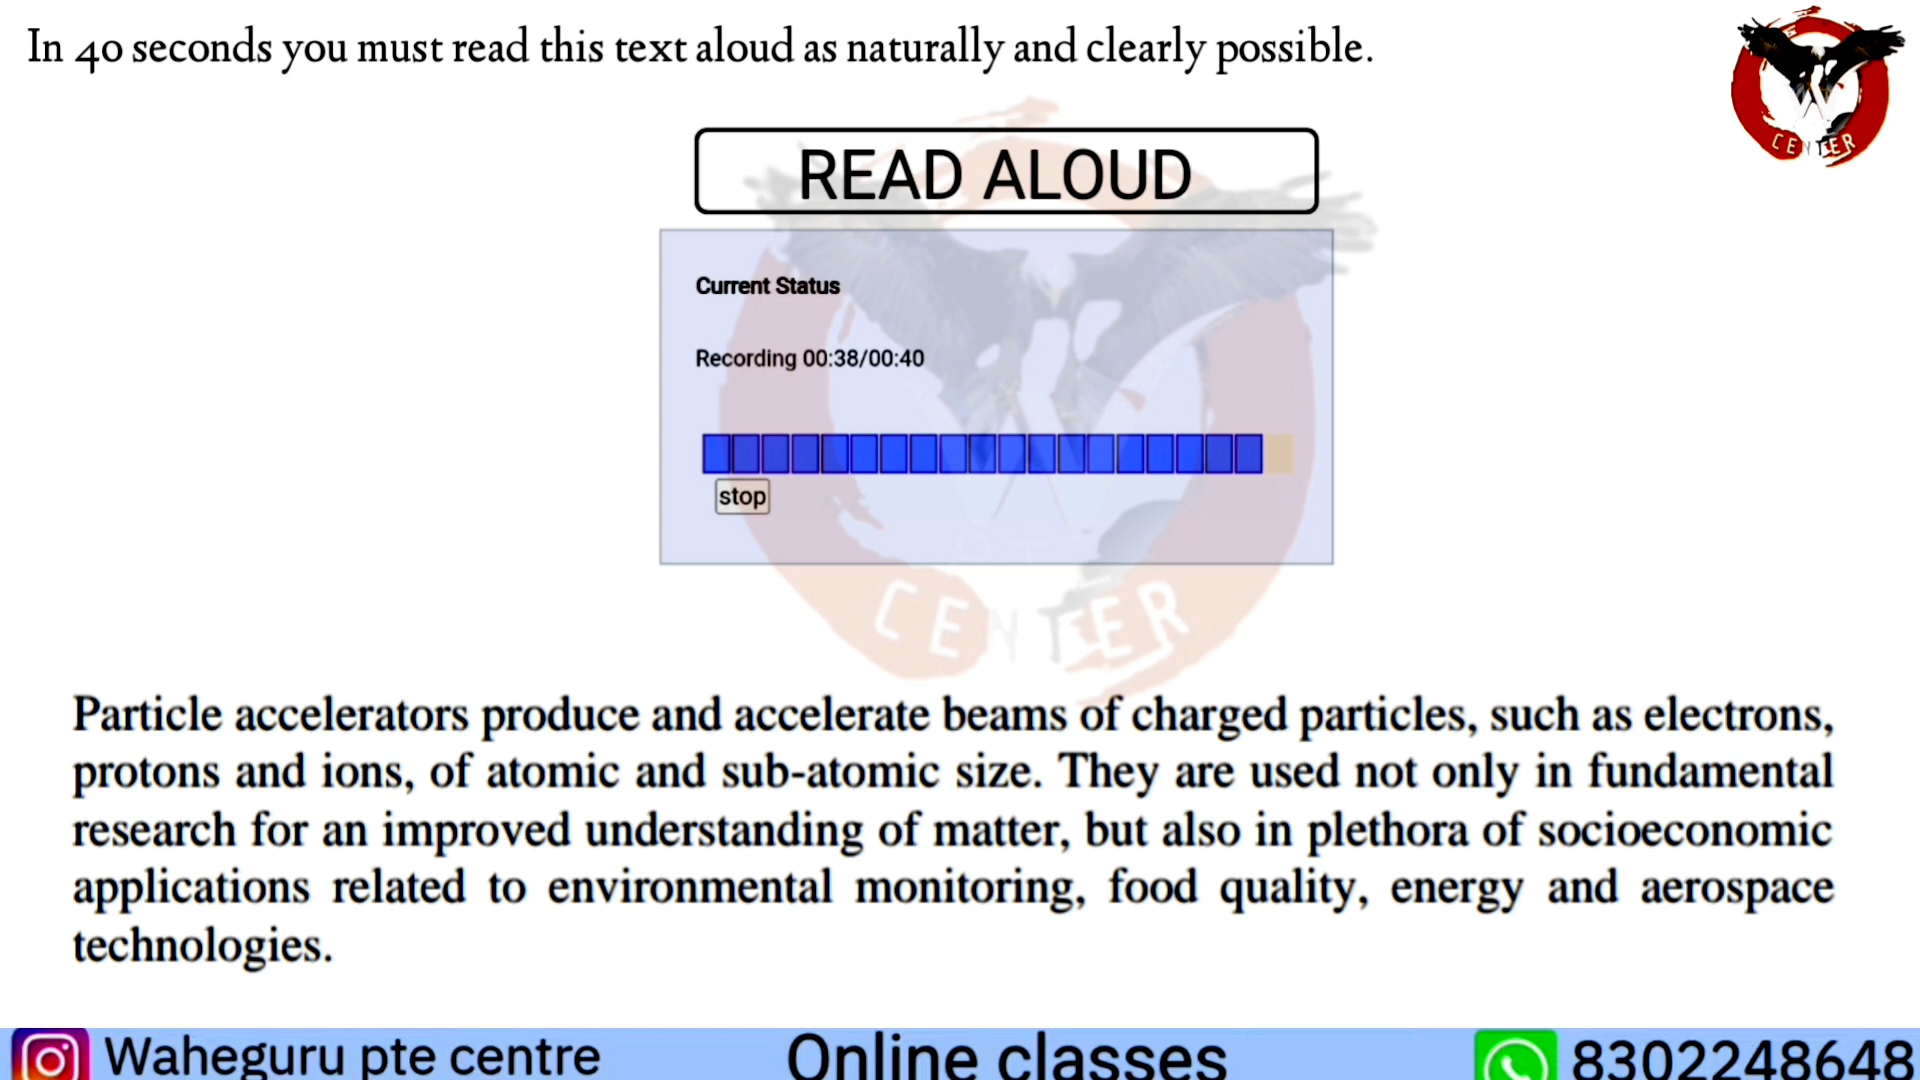 In 40 seconds you must read this text aloud as naturally and clearly possible.
CENTER
READ ALOUD
Current Status
Recording 00:38/00:40
stop
CENTER
Particle accelerators produce and accelerate beams of charged particles, such as electrons,
protons and ions, of atomic and sub-atomic size. They are used not only in fundamental
research for an improved understanding of matter, but also in plethora of socioeconomic
applications related to environmental monitoring, food quality, energy and aerospace
technologies.
Waheguru pte centre
Online classes
8302248648